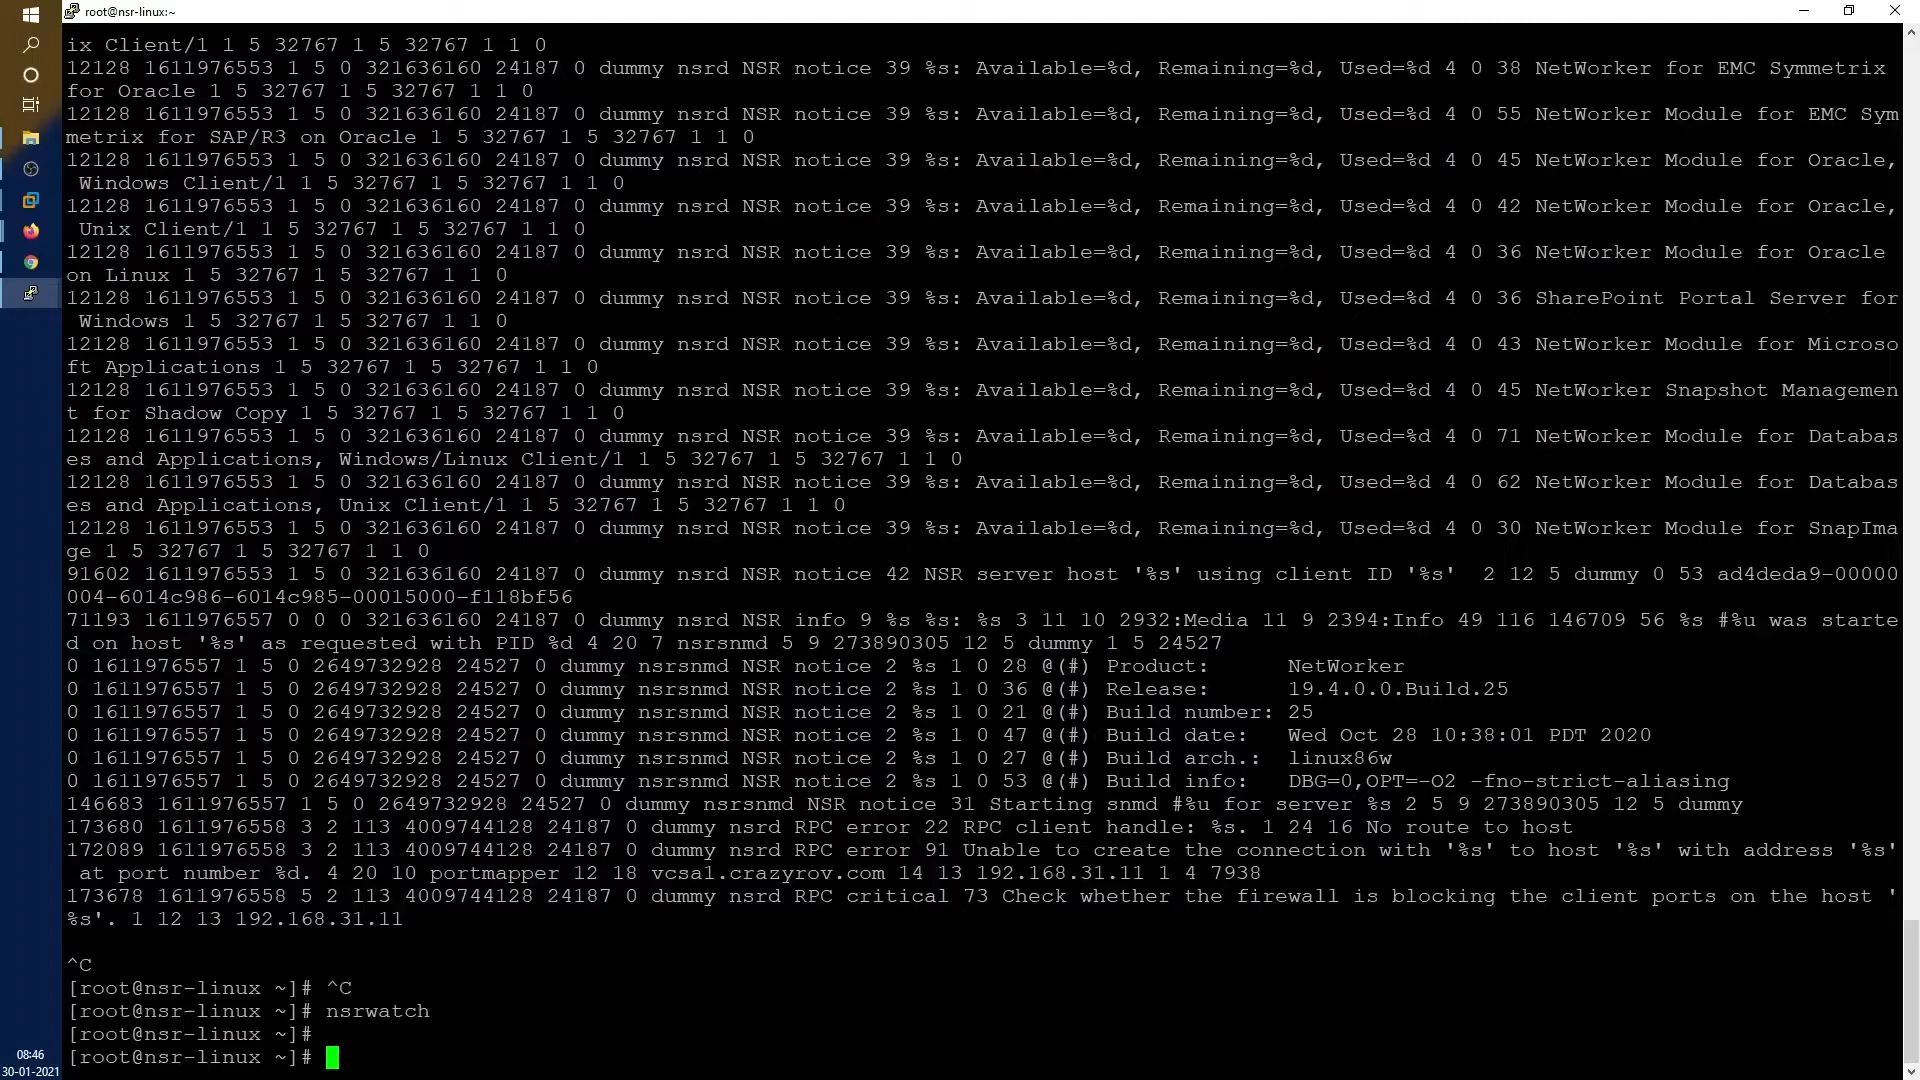 root@nsr-linux:~
ix Client/1 1 5 32767 1 5 32767 1 1 0
12128 1611976553 1 5 0 321636160 24187 0 dummy nsrd NSR notice 39 %s: Available=%d, Remaining=%d, Used=%d 4 0 38 NetWorker for EMC Symmetrix
for Oracle 1 5 32767 1 5 32767 1 1 0
12128 1611976553 1 5 0 321636160 24187 0 dummy nsrd NSR notice 39 %s: Available=%d, Remaining=%d, Used=%d 4 0 55 NetWorker Module for EMC Sym
metrix for SAP/R3 on Oracle 1 5 32767 1 5 32767 1 1 0
12128 1611976553 1 5 0 321636160 24187 0 dummy nsrd NSR notice 39 %s: Available=%d, Remaining=%d, Used=%d 4 0 45 NetWorker Module for Oracle,
 Windows Client/1 1 5 32767 1 5 32767 1 1 0
12128 1611976553 1 5 0 321636160 24187 0 dummy nsrd NSR notice 39 %s: Available=%d, Remaining=%d, Used=%d 4 0 42 NetWorker Module for Oracle,
 Unix Client/1 1 5 32767 1 5 32767 1 1 0
12128 1611976553 1 5 0 321636160 24187 0 dummy nsrd NSR notice 39 %s: Available=%d, Remaining=%d, Used=%d 4 0 36 NetWorker Module for Oracle
on Linux 1 5 32767 1 5 32767 1 1 0
12128 1611976553 1 5 0 321636160 24187 0 dummy nsrd NSR notice 39 %s: Available=%d, Remaining=%d, Used=%d 4 0 36 SharePoint Portal Server for
 Windows 1 5 32767 1 5 32767 1 1 0
12128 1611976553 1 5 0 321636160 24187 0 dummy nsrd NSR notice 39 %s: Available=%d, Remaining=%d, Used=%d 4 0 43 NetWorker Module for Microso
ft Applications 1 5 32767 1 5 32767 1 1 0
12128 1611976553 1 5 0 321636160 24187 0 dummy nsrd NSR notice 39 %s: Available=%d, Remaining=%d, Used=%d 4 0 45 NetWorker Snapshot Managemen
t for Shadow Copy 1 5 32767 1 5 32767 1 1 0
12128 1611976553 1 5 0 321636160 24187 0 dummy nsrd NSR notice 39 %s: Available=%d, Remaining=%d, Used=%d 4 0 71 NetWorker Module for Databas
es and Applications, Windows/Linux Client/1 1 5 32767 1 5 32767 1 1 0
12128 1611976553 1 5 0 321636160 24187 0 dummy nsrd NSR notice 39 %s: Available=%d, Remaining=%d, Used=%d 4 0 62 NetWorker Module for Databas
es and Applications, Unix Client/1 1 5 32767 1 5 32767 1 1 0
12128 1611976553 1 5 0 321636160 24187 0 dummy nsrd NSR notice 39 %s: Available=%d, Remaining=%d, Used=%d 4 0 30 NetWorker Module for SnapIma
ge 1 5 32767 1 5 32767 1 1 0
91602 1611976553 1 5 0 321636160 24187 0 dummy nsrd NSR notice 42 NSR server host '%s' using client ID '%s'  2 12 5 dummy 0 53 ad4deda9-00000
004-6014c986-6014c985-00015000-f118bf56
71193 1611976557 0 0 0 321636160 24187 0 dummy nsrd NSR info 9 %s %s: %s 3 11 10 2932:Media 11 9 2394:Info 49 116 146709 56 %s #%u was starte
d on host '%s' as requested with PID %d 4 20 7 nsrsnmd 5 9 273890305 12 5 dummy 1 5 24527
0 1611976557 1 5 0 2649732928 24527 0 dummy nsrsnmd NSR notice 2 %s 1 0 28 @(#) Product:      NetWorker
0 1611976557 1 5 0 2649732928 24527 0 dummy nsrsnmd NSR notice 2 %s 1 0 36 @(#) Release:      19.4.0.0.Build.25
0 1611976557 1 5 0 2649732928 24527 0 dummy nsrsnmd NSR notice 2 %s 1 0 21 @(#) Build number: 25
0 1611976557 1 5 0 2649732928 24527 0 dummy nsrsnmd NSR notice 2 %s 1 0 47 @(#) Build date:   Wed Oct 28 10:38:01 PDT 2020
0 1611976557 1 5 0 2649732928 24527 0 dummy nsrsnmd NSR notice 2 %s 1 0 27 @(#) Build arch.:  linux86w
0 1611976557 1 5 0 2649732928 24527 0 dummy nsrsnmd NSR notice 2 %s 1 0 53 @(#) Build info:   DBG=0,OPT=-O2 -fno-strict-aliasing
146683 1611976557 1 5 0 2649732928 24527 0 dummy nsrsnmd NSR notice 31 Starting snmd #%u for server %s 2 5 9 273890305 12 5 dummy
173680 1611976558 3 2 113 4009744128 24187 0 dummy nsrd RPC error 22 RPC client handle: %s. 1 24 16 No route to host
172089 1611976558 3 2 113 4009744128 24187 0 dummy nsrd RPC error 91 Unable to create the connection with '%s' to host '%s' with address '%s'
 at port number %d. 4 20 10 portmapper 12 18 vcsa1.crazyrov.com 14 13 192.168.31.11 1 4 7938
173678 1611976558 5 2 113 4009744128 24187 0 dummy nsrd RPC critical 73 Check whether the firewall is blocking the client ports on the host '
%s'. 1 12 13 192.168.31.11
^C
[root@nsr-linux ~]# ^C
[root@nsr-linux ~]# nsrwatch
[root@nsr-linux ~]#
[root@nsr-linux ~]#
08:46
30-01-2021